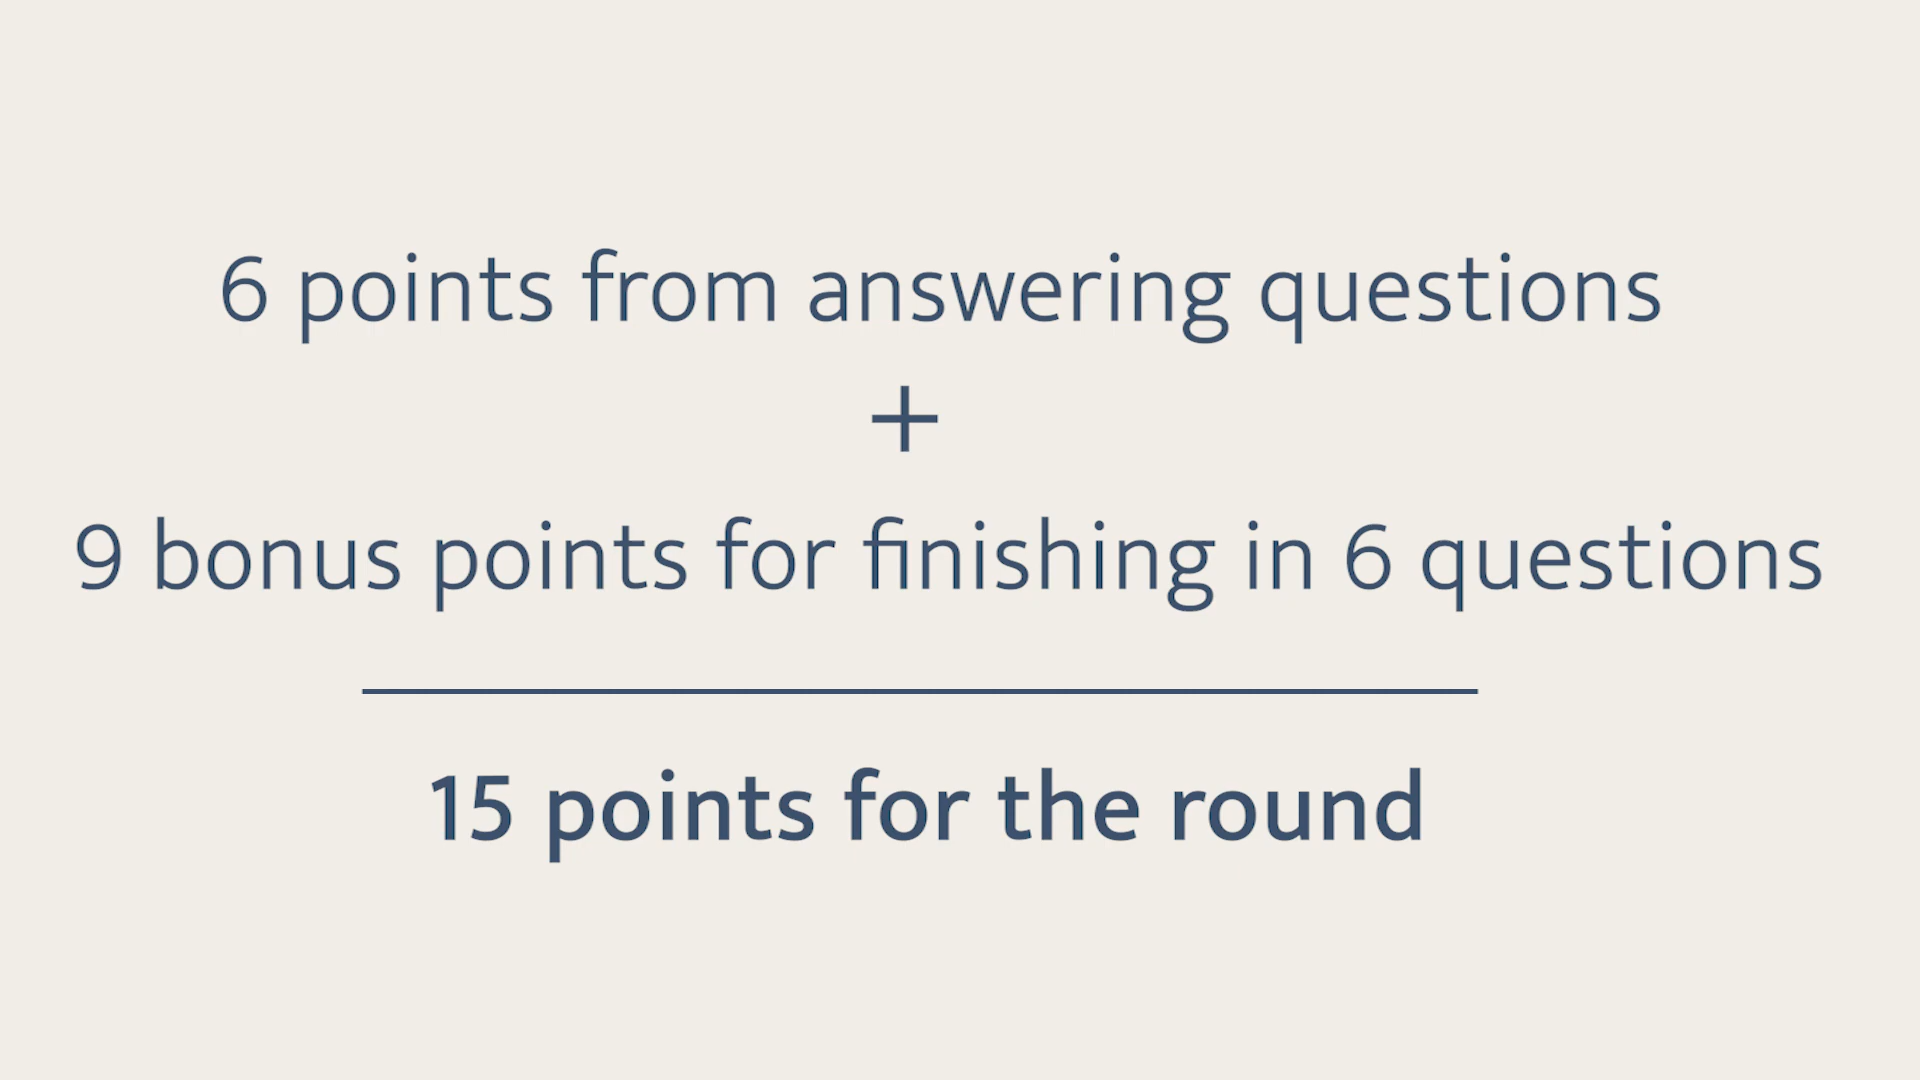 6 points from answering questions
+
9 bonus points for finishing in 6 questions
15 points for the round